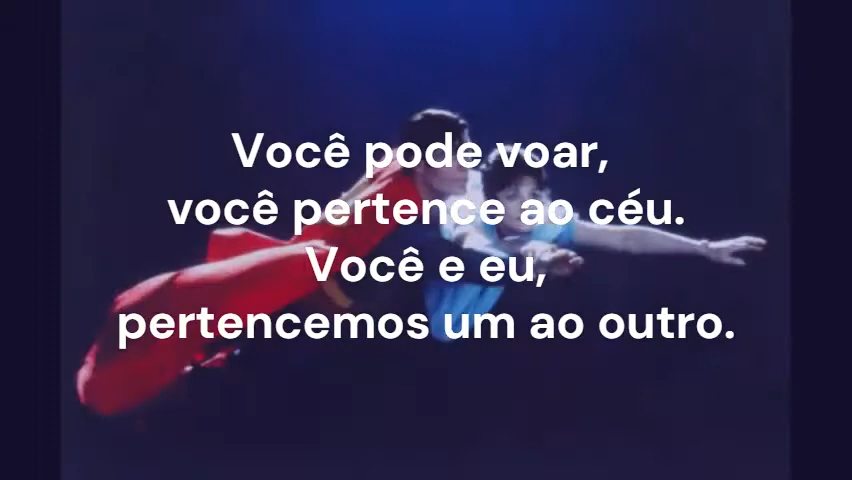 Você pode voar,
você pertence ao céu.
Você e eu,
pertencemos um ao outro.